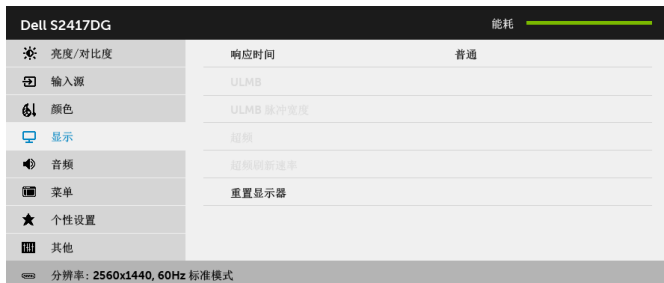 Dell S2417DG 能耗
亮度/对比度 响应时间 普通
输入源 ULMB
颜色 ULMB 脉冲宽度
显示 超频
音频 超频刷新速率
菜单 重置显示器
个性设置
其他
分辨率: 2560x1440, 60Hz 标准模式